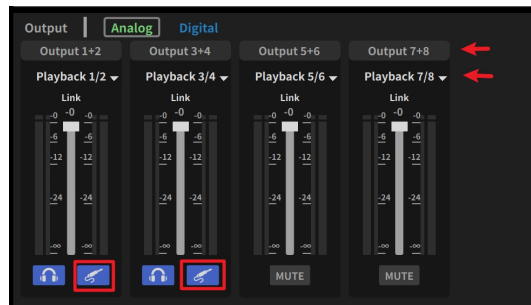 Output Analog Digital
Output 1+2 Output 3+4 Output 5+6 Output 7+8
Playback 1/2 Playback 3/4 Playback 5/6 Playback 7/8
Link Link Link Link
-0 -0 -0 -0 -0 -0 -0 -0 -0 -0 -0 -0
-6 -6 -6 -6 -6 -6 -6 -6
-12 -12 -12 -12 -12 -12 -12 -12
-24 -24 -24 -24 -24 -24 -24 -24
-∞ -∞ -∞ -∞ -∞ -∞ -∞ -∞
MUTE MUTE